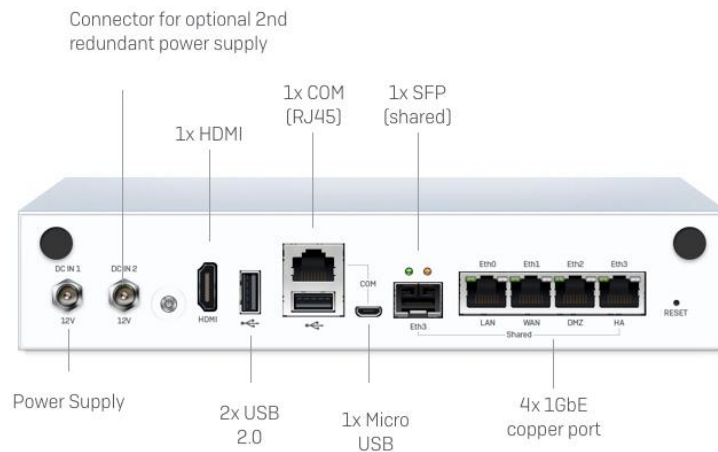 Connector for optional 2nd
redundant power supply
1x HDMI
1x COM
(RJ45)
1x SFP
(shared)
DC IN 1
DC IN 2
12V
12V
HDMI
COM
Eth3
Eth0
Eth1
Eth2
Eth3
LAN
WAN
DMZ
HA
Shared
RESET
Power Supply
2x USB
2.0
1x Micro
USB
4x 1GbE
copper port